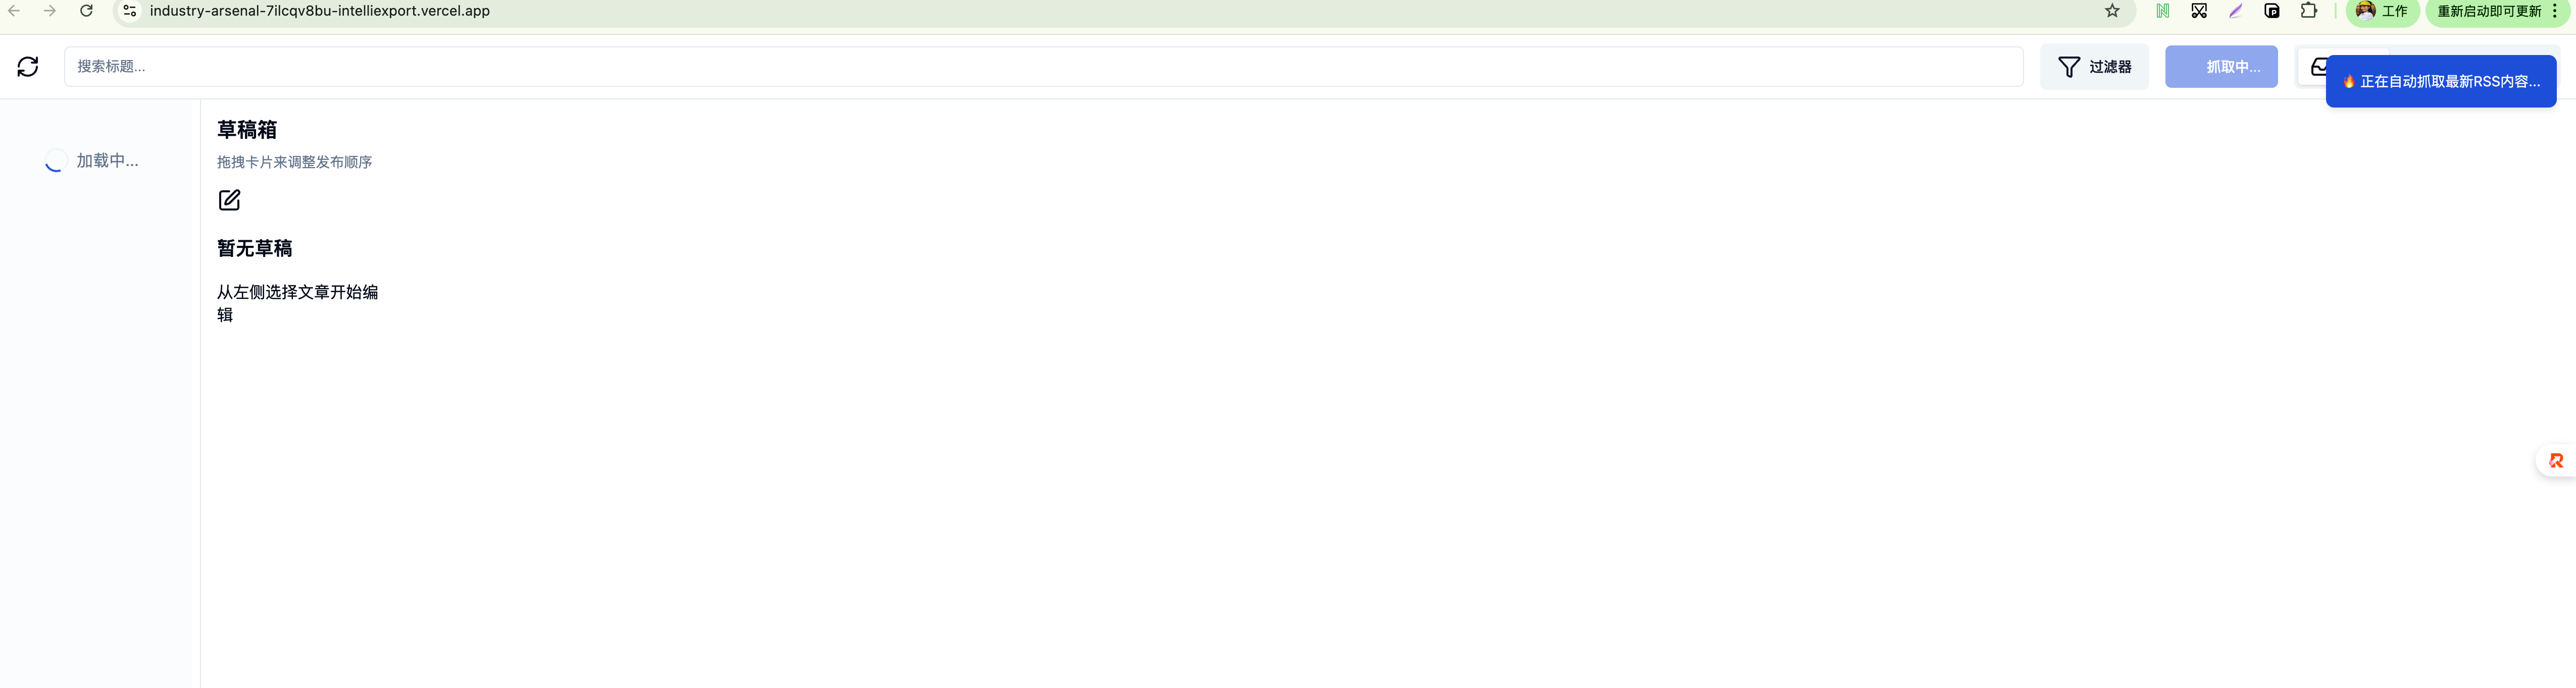 industry-arsenal-7ilcqv8bu-intelliexport.vercel.app
工作
重新启动即可更新
搜索标题...
过滤器
抓取中...
🔥 正在自动抓取最新RSS内容...
加载中...
草稿箱
拖拽卡片来调整发布顺序
暂无草稿
从左侧选择文章开始编
辑